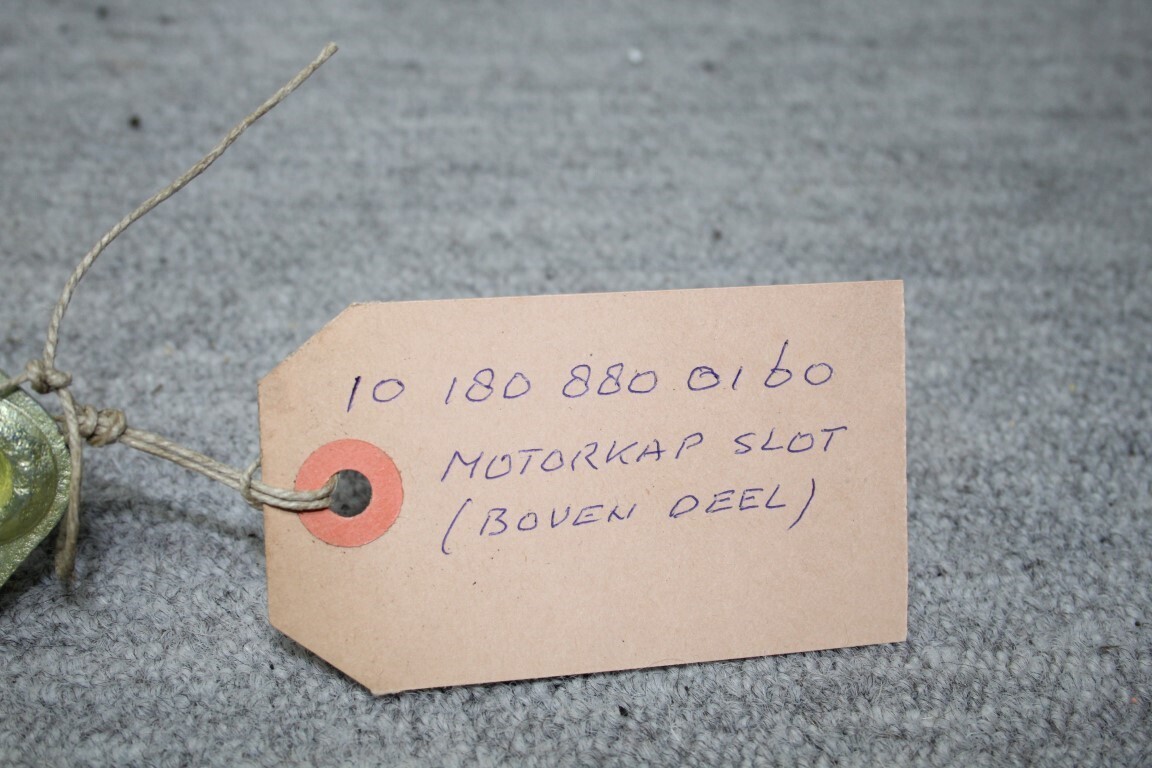 10 180 880 01 60
MOTORKAP SLOT
(BOVEN DEEL)